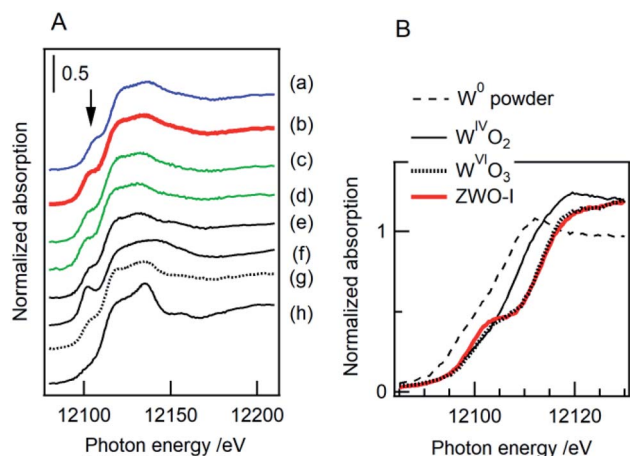 A
0.5
(a)
(b)
(c)
(d)
(e)
(f)
(g)
(h)
Normalized absorption
12100 12150 12200
Photon energy /eV
B
W⁰ powder
WᴵⱽO₂
WⱽᴵO₃
ZWO-I
Normalized absorption
1
0
12100 12120
Photon energy /eV